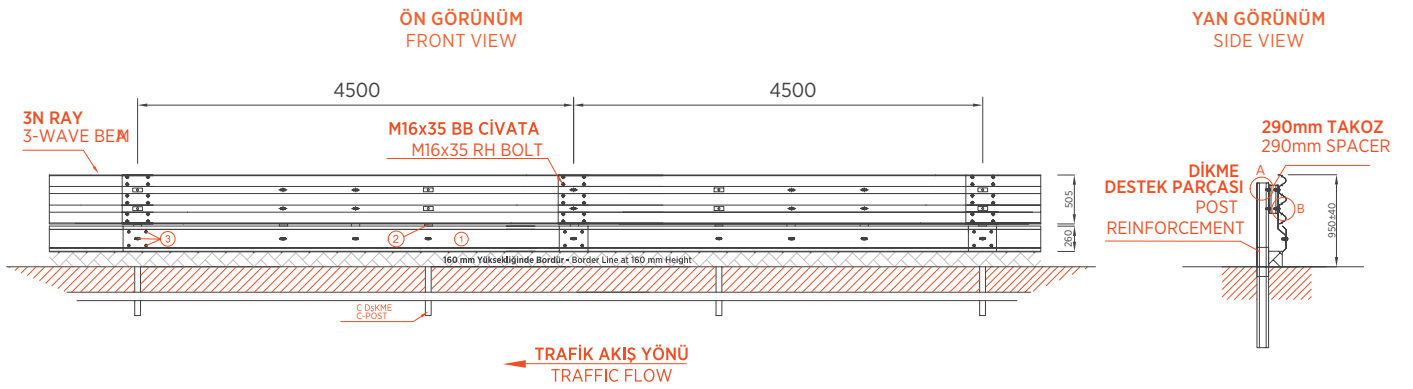 ÖN GÖRÜNÜM
FRONT VIEW
YAN GÖRÜNÜM
SIDE VIEW
4500
4500
3N RAY
3-WAVE BEAM
M16x35 BB CİVATA
M16x35 RH BOLT
290mm TAKOZ
290mm SPACER
DİKME
DESTEK PARÇASI
POST
REINFORCEMENT
A
B
505
260
950±40
3
2
1
160 mm Yüksekliğinde Bordür - Border Line at 160 mm Height
C DsKME
C-POST
TRAFİK AKIŞ YÖNÜ
TRAFFIC FLOW